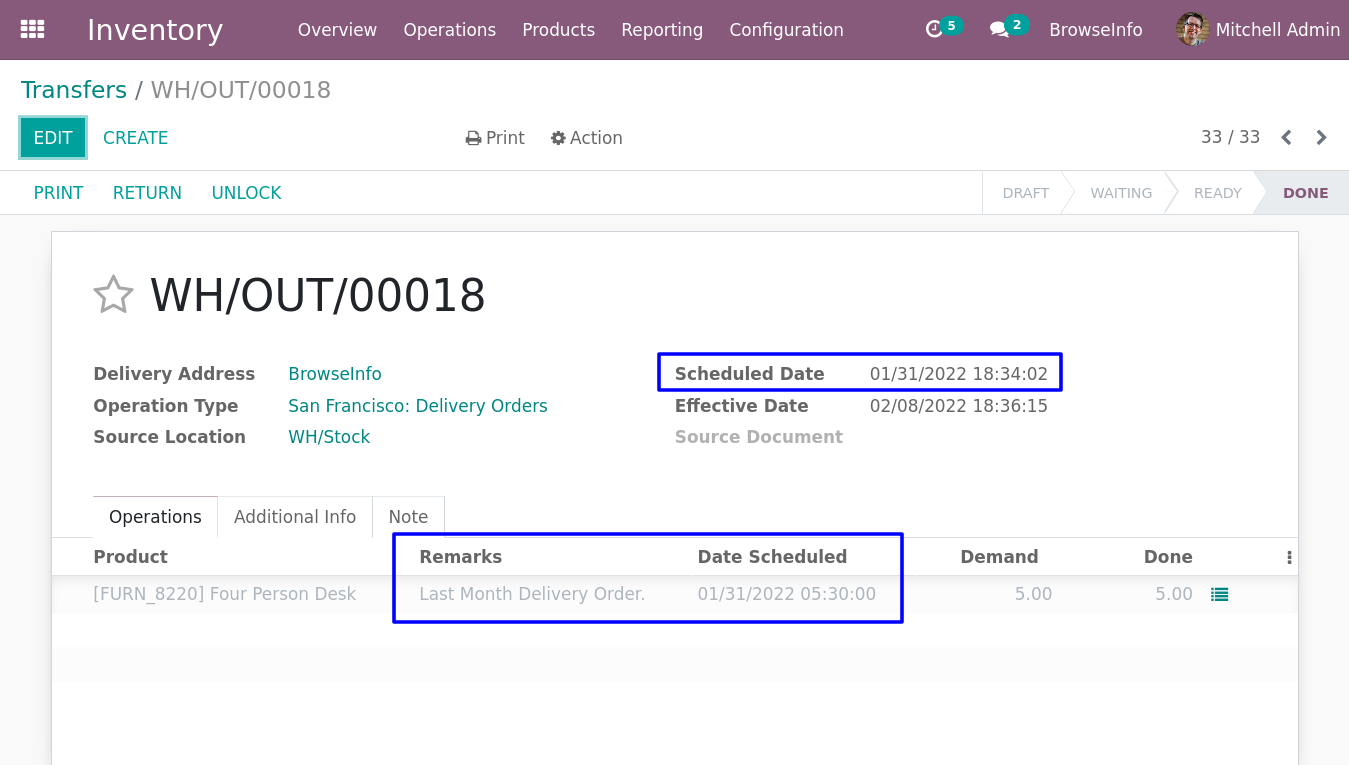 Inventory Overview Operations Products Reporting Configuration 5 2 BrowseInfo Mitchell Admin
Transfers / WH/OUT/00018
EDIT CREATE Print Action 33 / 33
PRINT RETURN UNLOCK DRAFT WAITING READY DONE
WH/OUT/00018
Delivery Address BrowseInfo Scheduled Date 01/31/2022 18:34:02
Operation Type San Francisco: Delivery Orders Effective Date 02/08/2022 18:36:15
Source Location WH/Stock Source Document
Operations Additional Info Note
Product Remarks Date Scheduled Demand Done
[FURN_8220] Four Person Desk Last Month Delivery Order. 01/31/2022 05:30:00 5.00 5.00